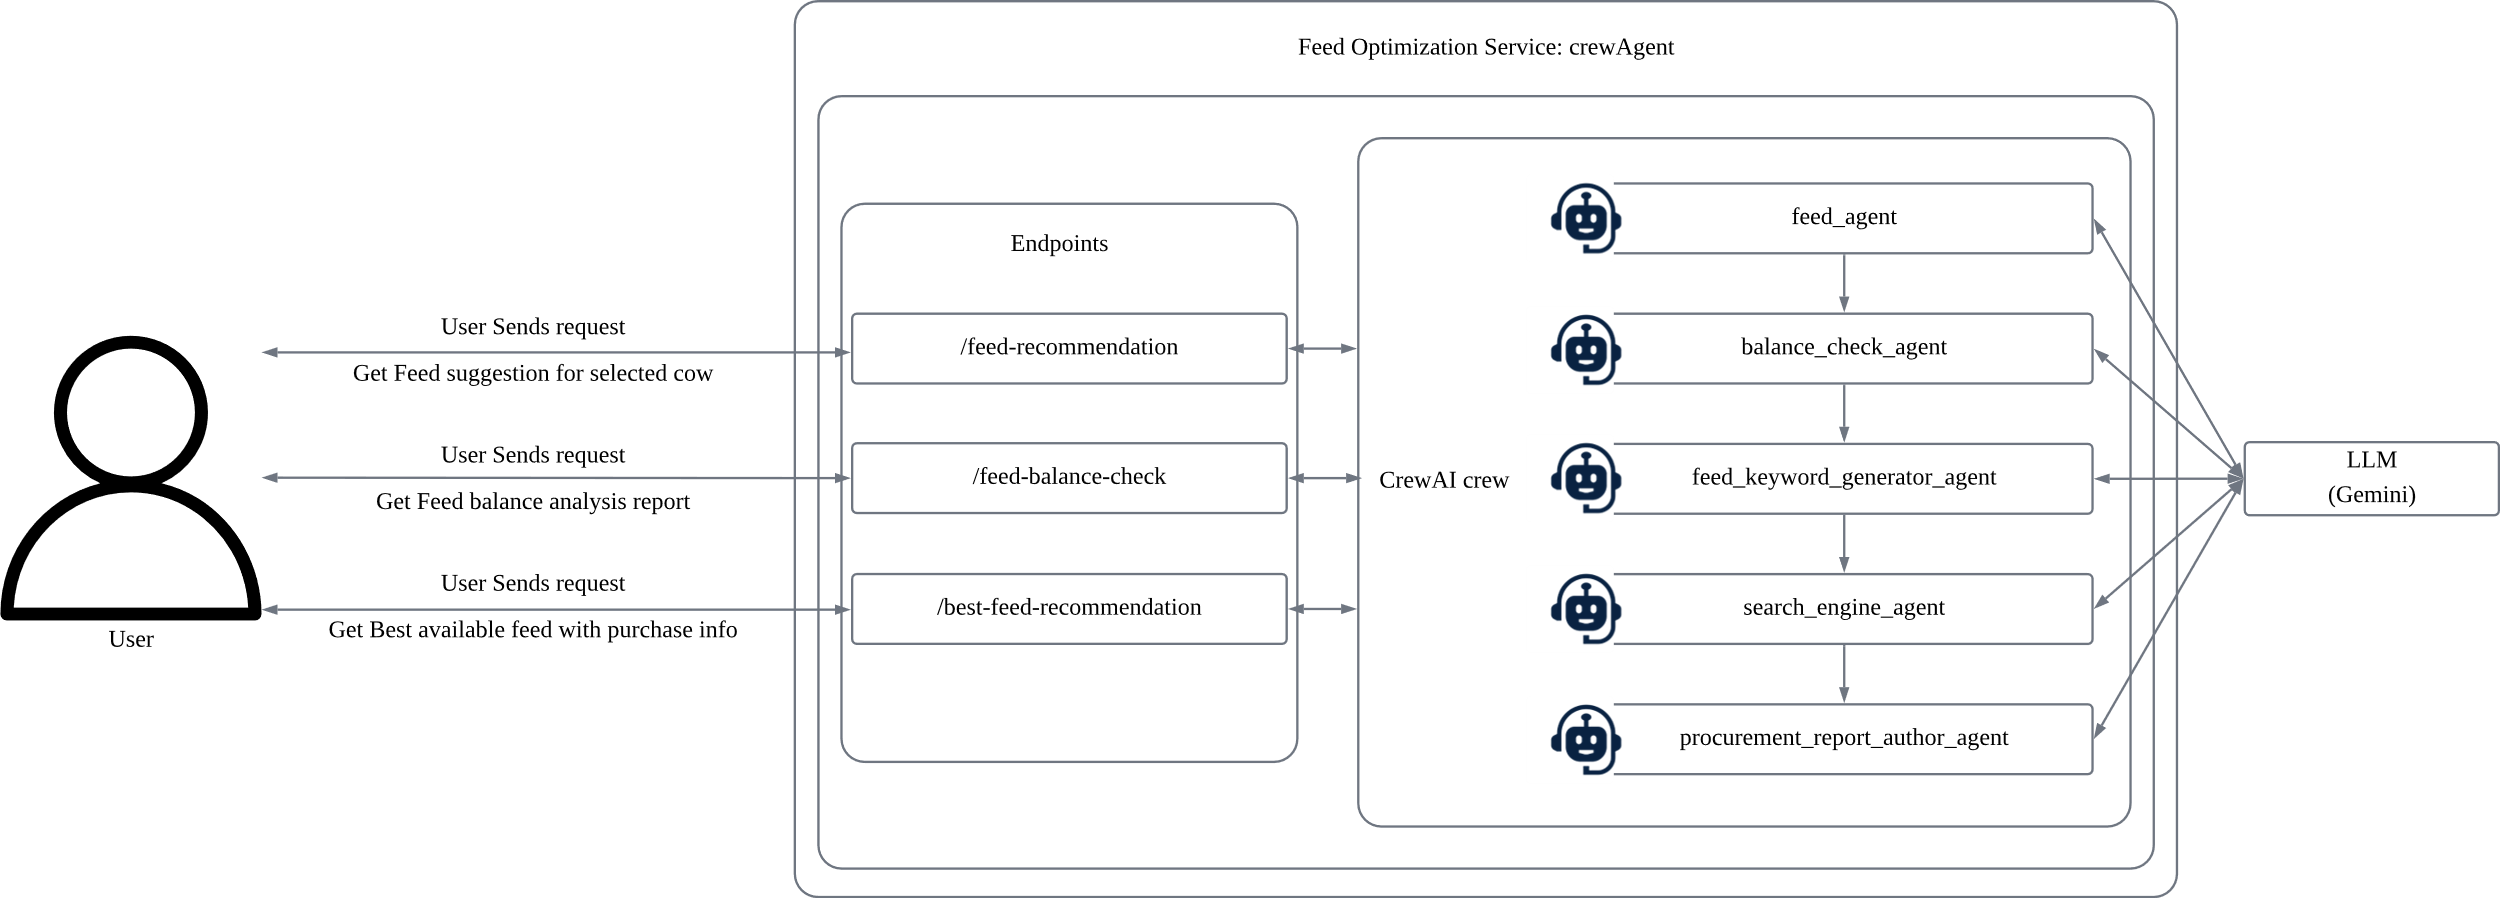 Feed Optimization Service: crewAgent
Endpoints
/feed-recommendation
/feed-balance-check
/best-feed-recommendation
User Sends request
Get Feed suggestion for selected cow
User Sends request
Get Feed balance analysis report
User Sends request
Get Best available feed with purchase info
User
CrewAI crew
feed_agent
balance_check_agent
feed_keyword_generator_agent
search_engine_agent
procurement_report_author_agent
LLM
(Gemini)